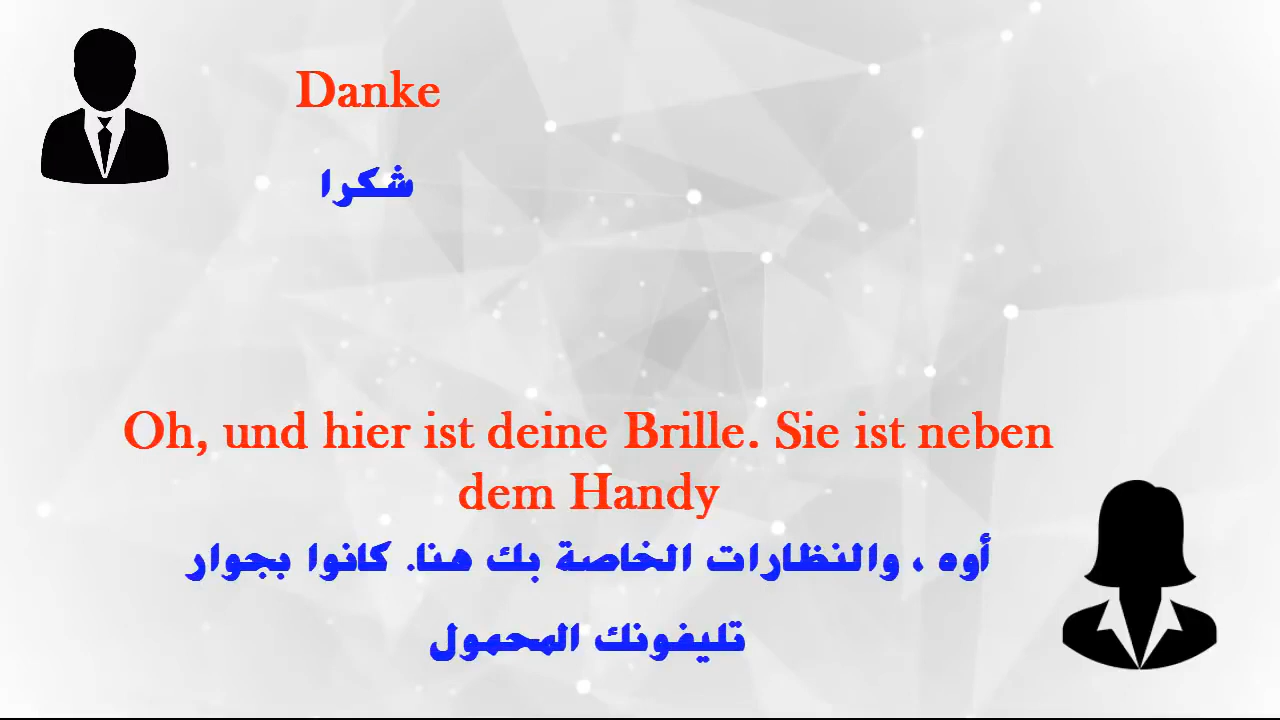 Danke
شكرا
Oh, und hier ist deine Brille. Sie ist neben
dem Handy
أوه ، والنظارات الخاصة بك هنا. كانوا بجوار
تليفونك المحمول